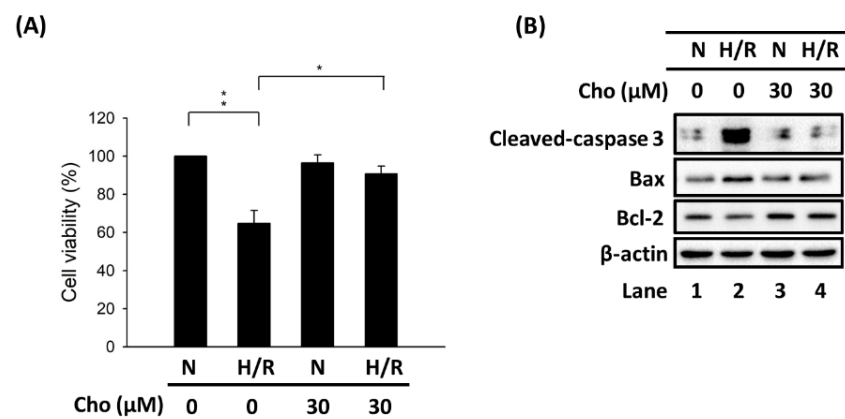 (A)
*
*
*
120
100
80
60
40
20
0
Cell viability (%)
N H/R N H/R
Cho (μM) 0 0 30 30
(B)
N H/R N H/R
Cho (μM) 0 0 30 30
Cleaved-caspase 3
Bax
Bcl-2
β-actin
Lane 1 2 3 4